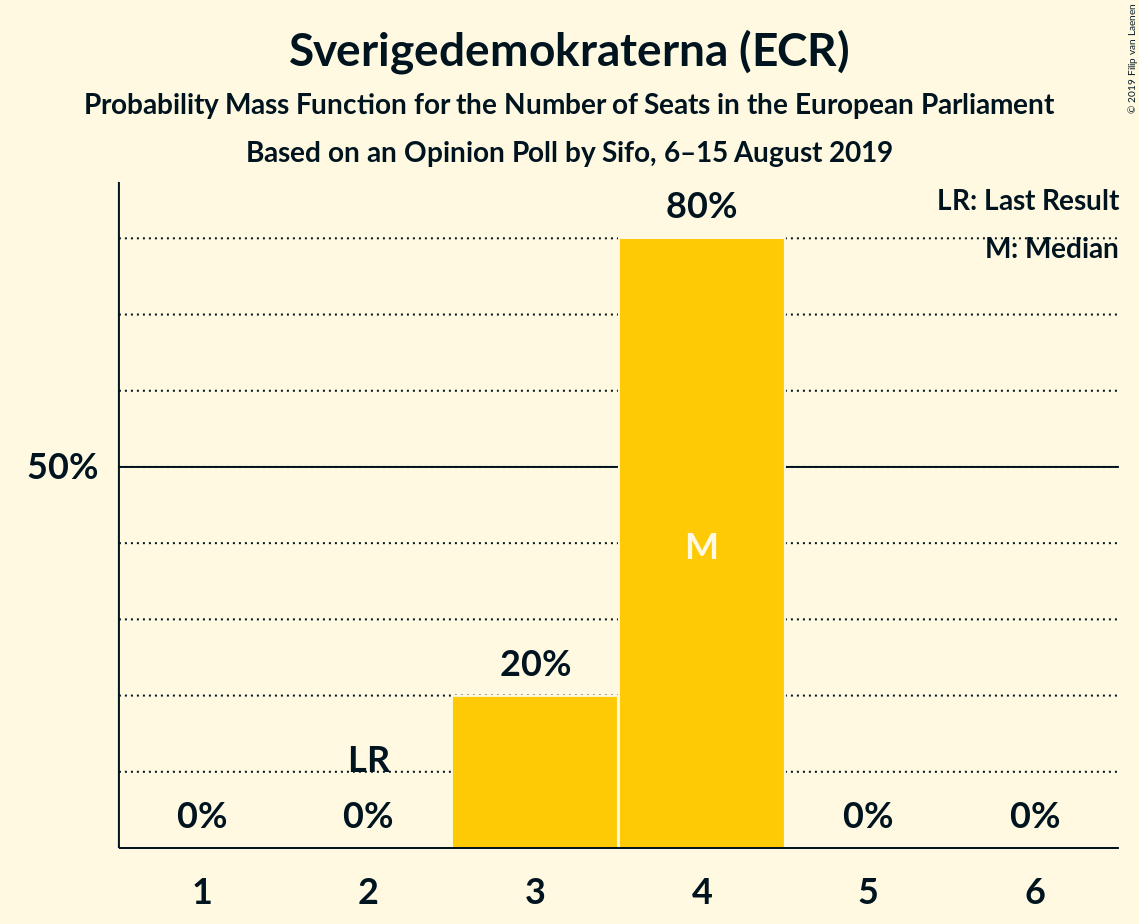 Sverigedemokraterna (ECR)
Probability Mass Function for the Number of Seats in the European Parliament
Based on an Opinion Poll by Sifo, 6–15 August 2019
© 2019 Filip van Laenen
LR: Last Result
M: Median
80%
50%
M
20%
LR
0% 0% 0% 0%
1 2 3 4 5 6